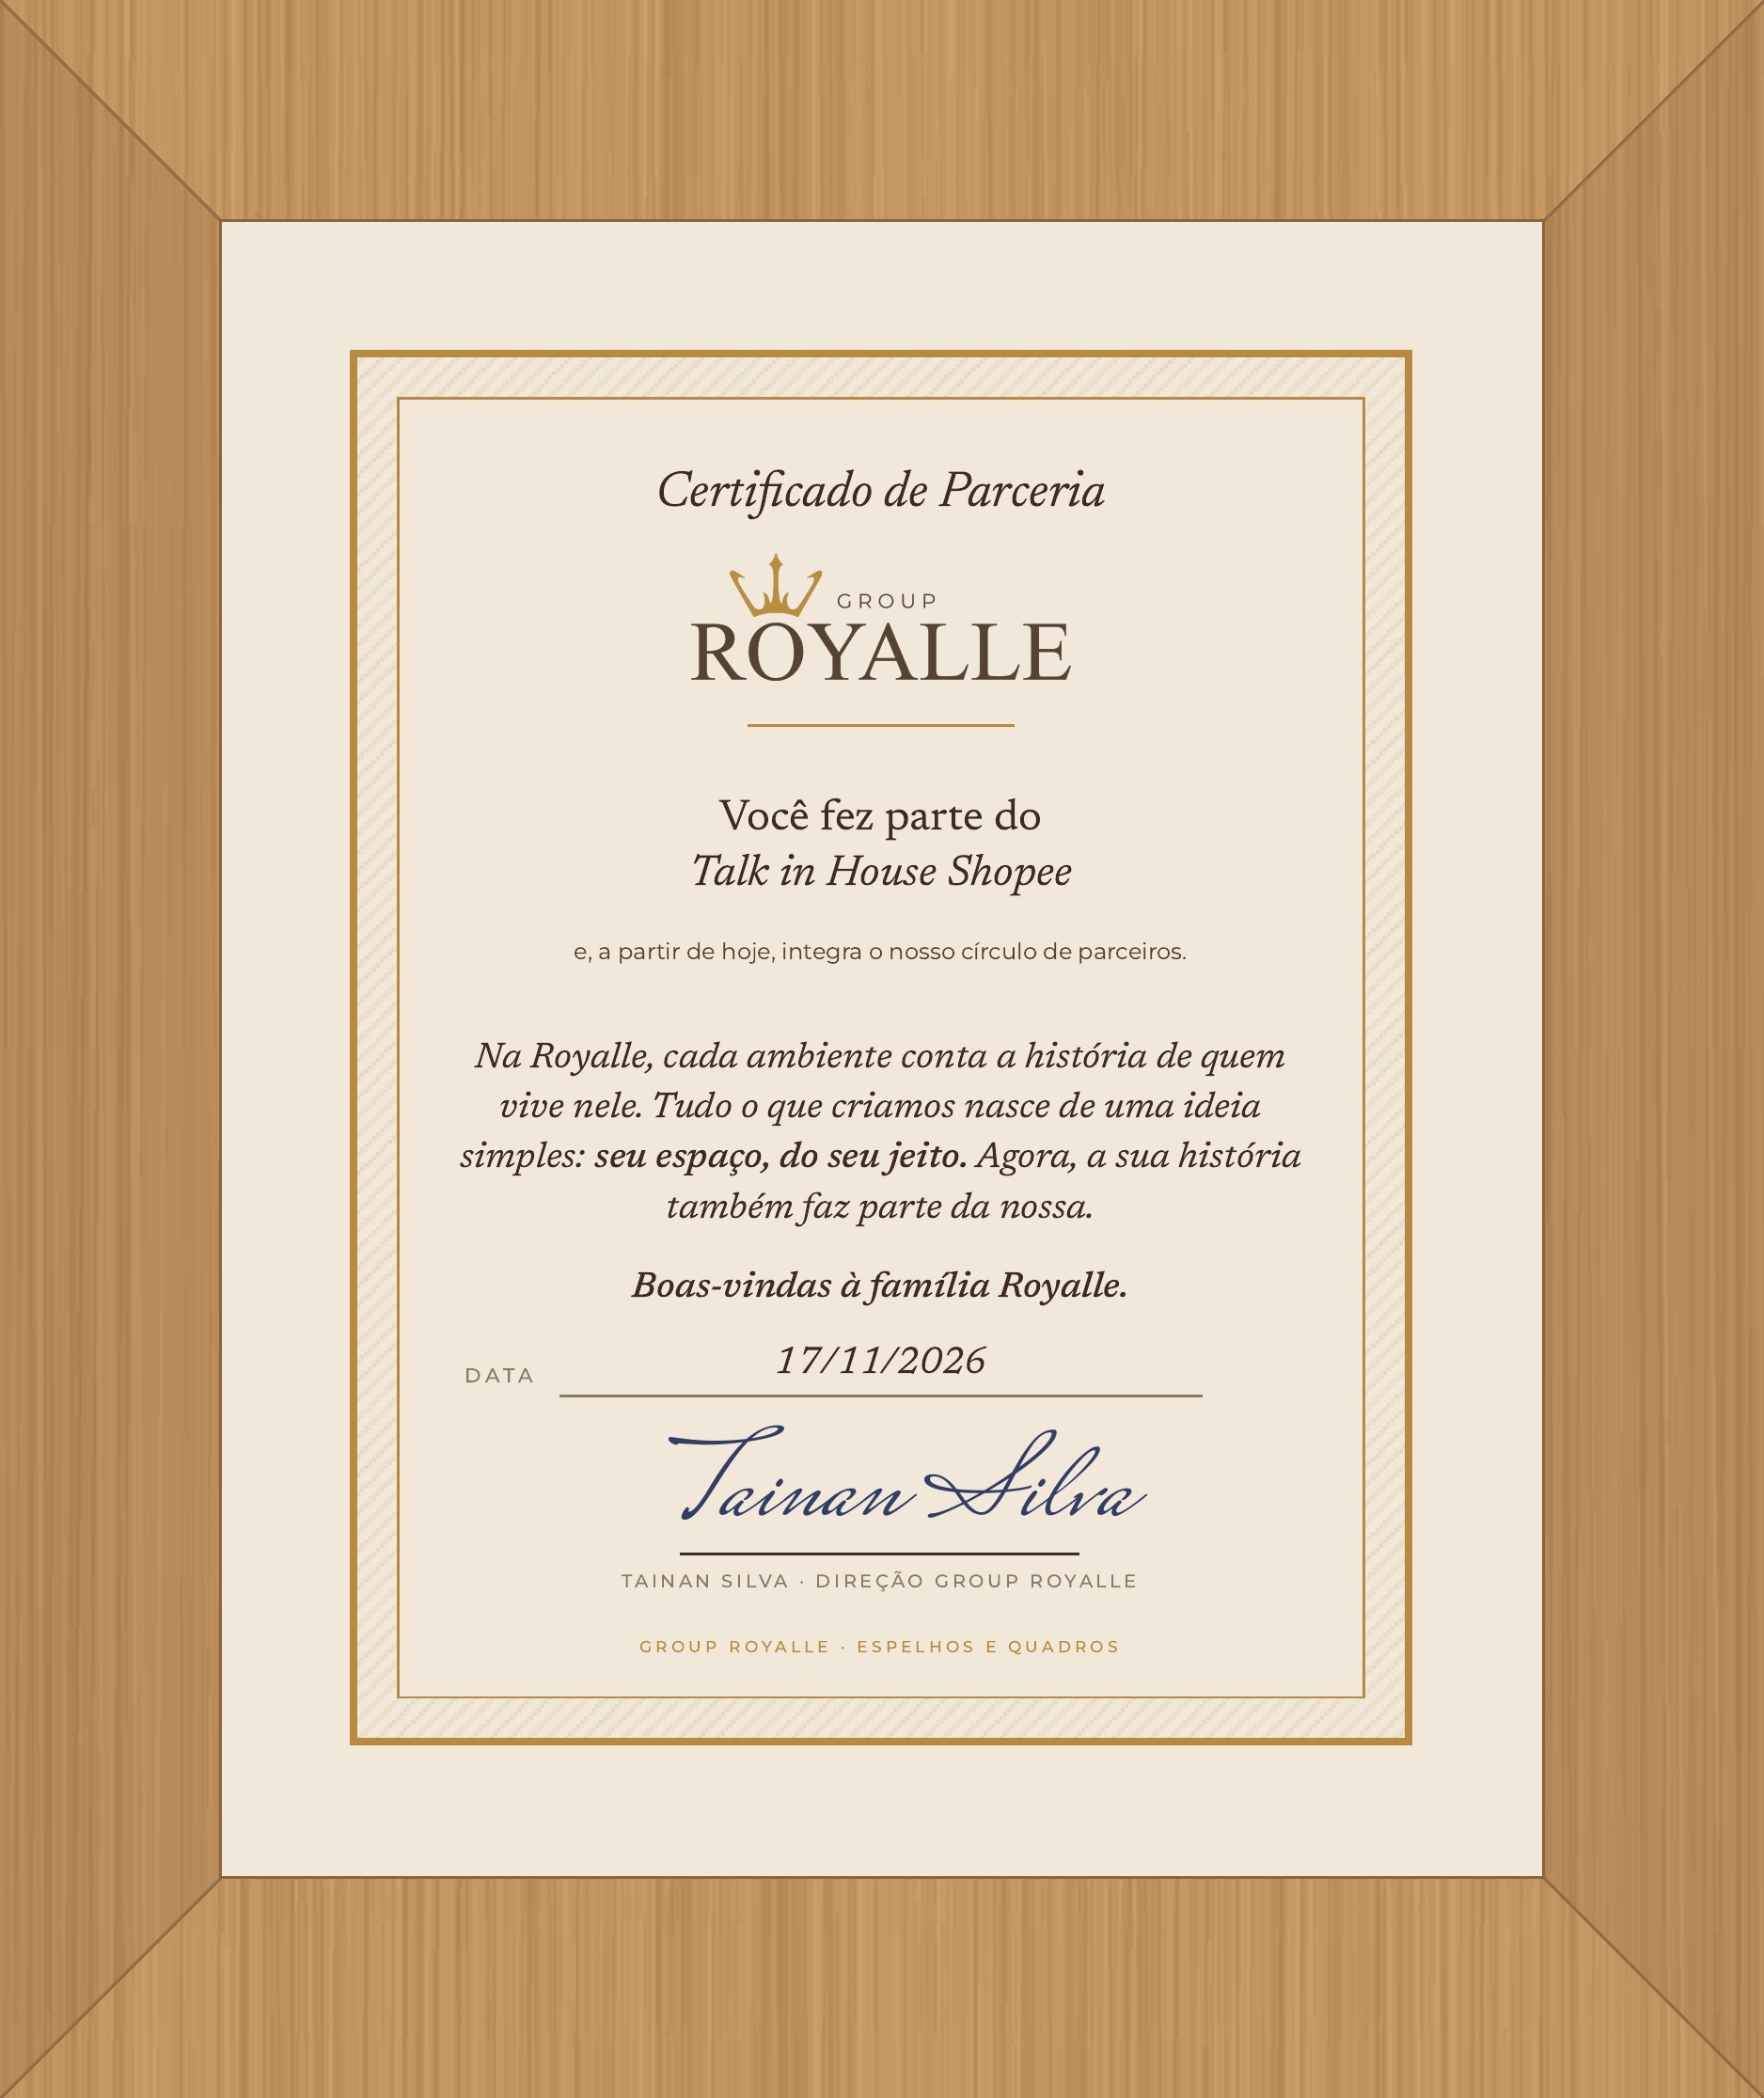 Certificado de Parceria
GROUP
ROYALLE
Você fez parte do
Talk in House Shopee
e, a partir de hoje, integra o nosso círculo de parceiros.
Na Royalle, cada ambiente conta a história de quem
vive nele. Tudo o que criamos nasce de uma ideia
simples: seu espaço, do seu jeito. Agora, a sua história
também faz parte da nossa.
Boas-vindas à família Royalle.
DATA 17/11/2026
Tainan Silva
TAINAN SILVA · DIREÇÃO GROUP ROYALLE
GROUP ROYALLE · ESPELHOS E QUADROS